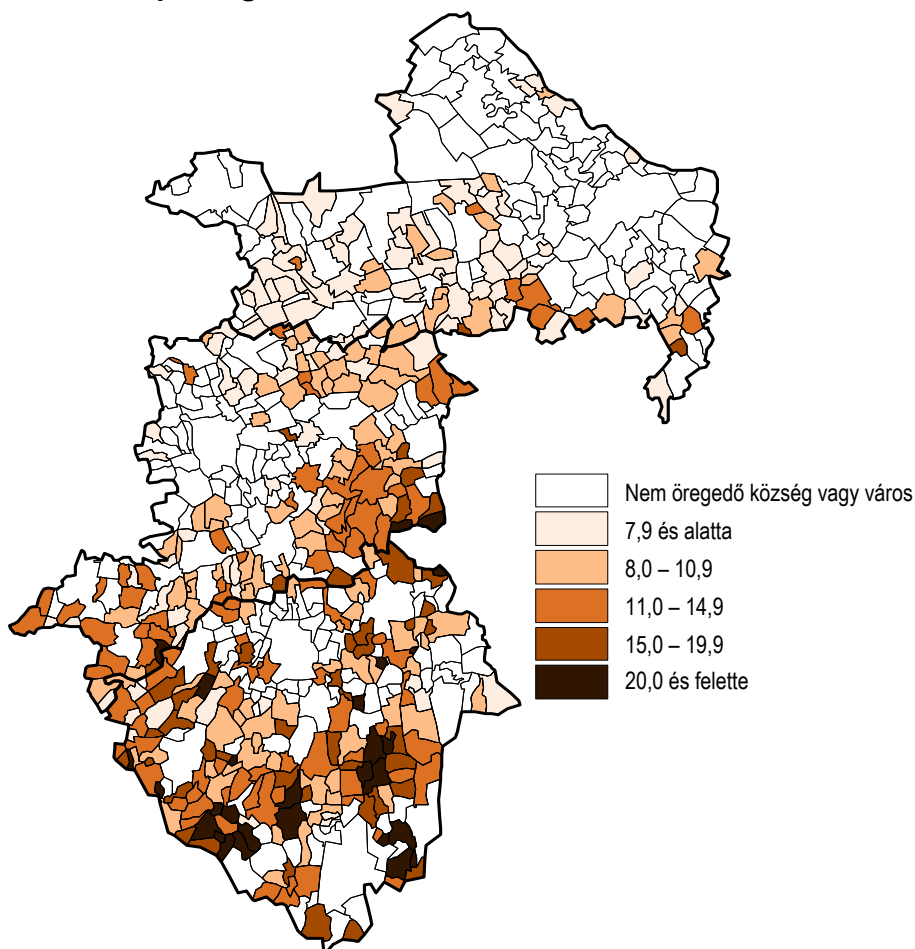 Nem öregedő község vagy város
7,9 és alatta
8,0 – 10,9
11,0 – 14,9
15,0 – 19,9
20,0 és felette